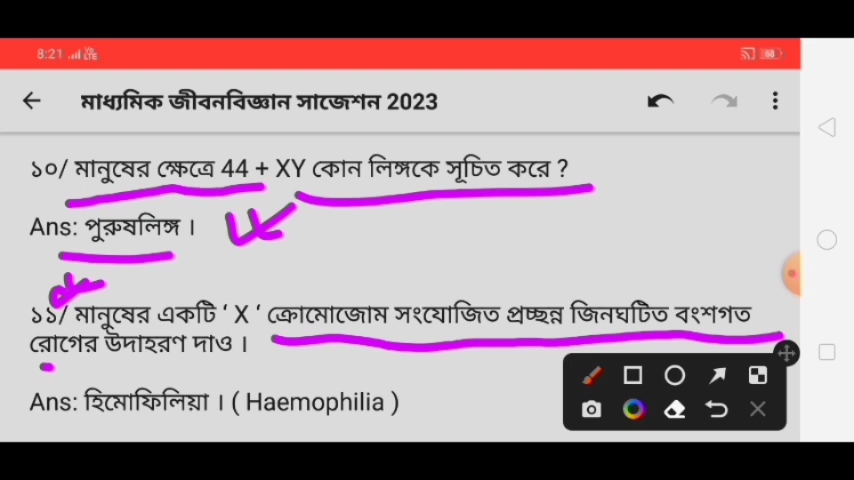 8:21
68
মাধ্যমিক জীবনবিজ্ঞান সাজেশন 2023
১০/ মানুষের ক্ষেত্রে 44 + XY কোন লিঙ্গকে সূচিত করে ?
Ans: পুরুষলিঙ্গ ।
১১/ মানুষের একটি ‘ X ‘ ক্রোমোজোম সংযোজিত প্রচ্ছন্ন জিনঘটিত বংশগত
রোগের উদাহরণ দাও ।
Ans: হিমোফিলিয়া । ( Haemophilia )